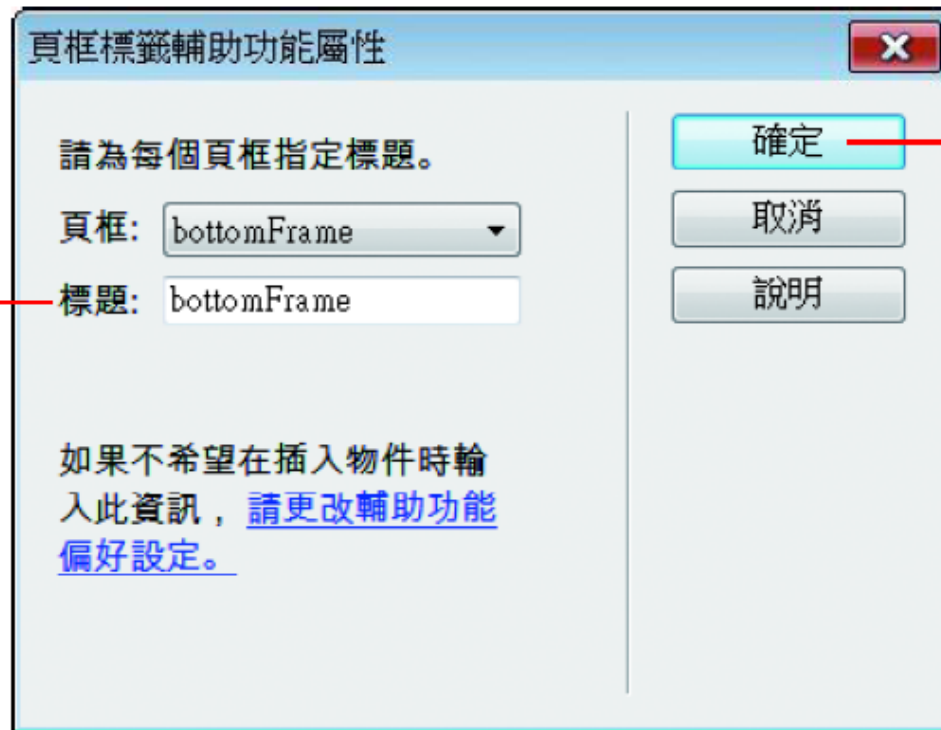 頁框標籤輔助功能屬性
請為每個頁框指定標題。
頁框: bottomFrame
標題: bottomFrame
如果不希望在插入物件時輸
入此資訊，請更改輔助功能
偏好設定。
確定
取消
說明